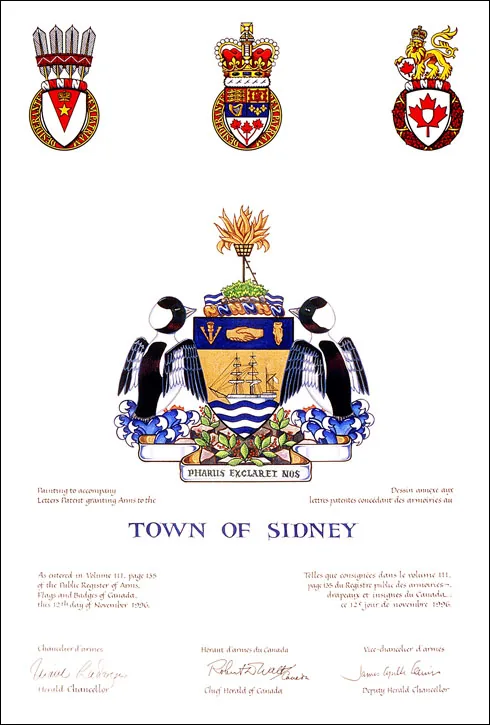 PHARUS EXCLARET NOS
Painting to accompany
Letters Patent granting Arms to the
Dessin annexe aux
lettres patentes concédant des armoiries au
TOWN OF SIDNEY
As entered in Volume III, page 135
of the Public Register of Arms,
Flags and Badges of Canada,
this 12th day of November 1996.
Telles que consignées dans le volume III,
page 135 du Registre public des armoiries,
drapeaux et insignes du Canada,
ce 12e jour de novembre 1996.
Chancelier d'armes
Herald Chancellor
Héraut d'armes du Canada
Robert D Watt
Canada
Chief Herald of Canada
Vice-chancelier d'armes
Deputy Herald Chancellor